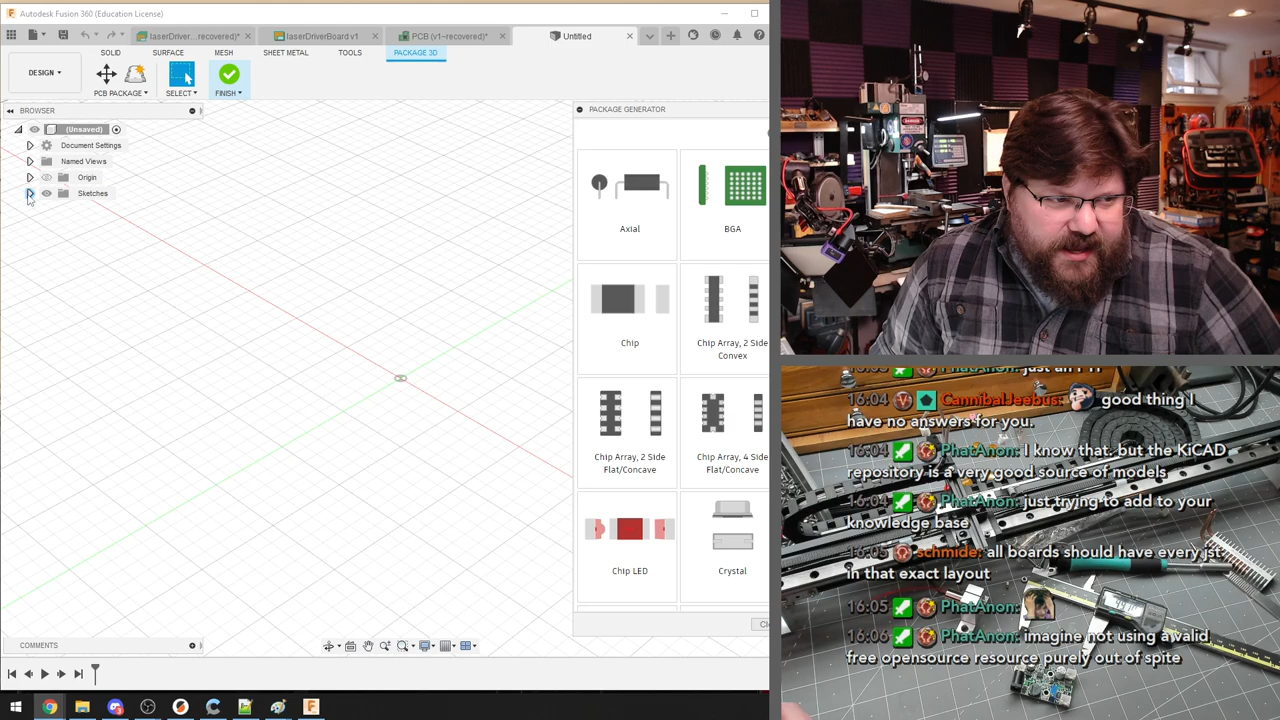 Autodesk Fusion 360 (Education License)
laserDriver...recovered)*
laserDriverBoard v1
PCB (v1~recovered)*
Untitled
SOLID
SURFACE
MESH
SHEET METAL
TOOLS
PACKAGE 3D
DESIGN
PCB PACKAGE
SELECT
FINISH
BROWSER
(Unsaved)
Document Settings
Named Views
Origin
Sketches
PACKAGE GENERATOR
Axial
BGA
Chip
Chip Array, 2 Side
Convex
Chip Array, 2 Side
Flat/Concave
Chip Array, 4 Side
Flat/Concave
Chip LED
Crystal
COMMENTS
DANGER
16:04 CannibalJeebus: good thing I
have no answers for you.
16:04 PhatAnon: I know that. but the KiCAD
repository is a very good source of models
16:04 PhatAnon: just trying to add to your
knowledge base
16:05 schmide: all boards should have every jst
in that exact layout
16:05 PhatAnon:
16:06 PhatAnon: imagine not using a valid
free opensource resource purely out of spite